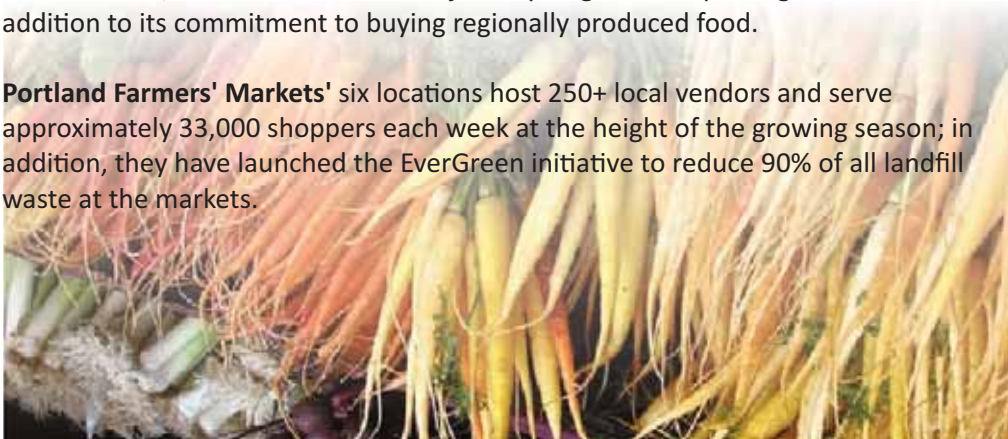 addition to its commitment to buying regionally produced food.
Portland Farmers' Markets' six locations host 250+ local vendors and serve
approximately 33,000 shoppers each week at the height of the growing season; in
addition, they have launched the EverGreen initiative to reduce 90% of all landfill
waste at the markets.